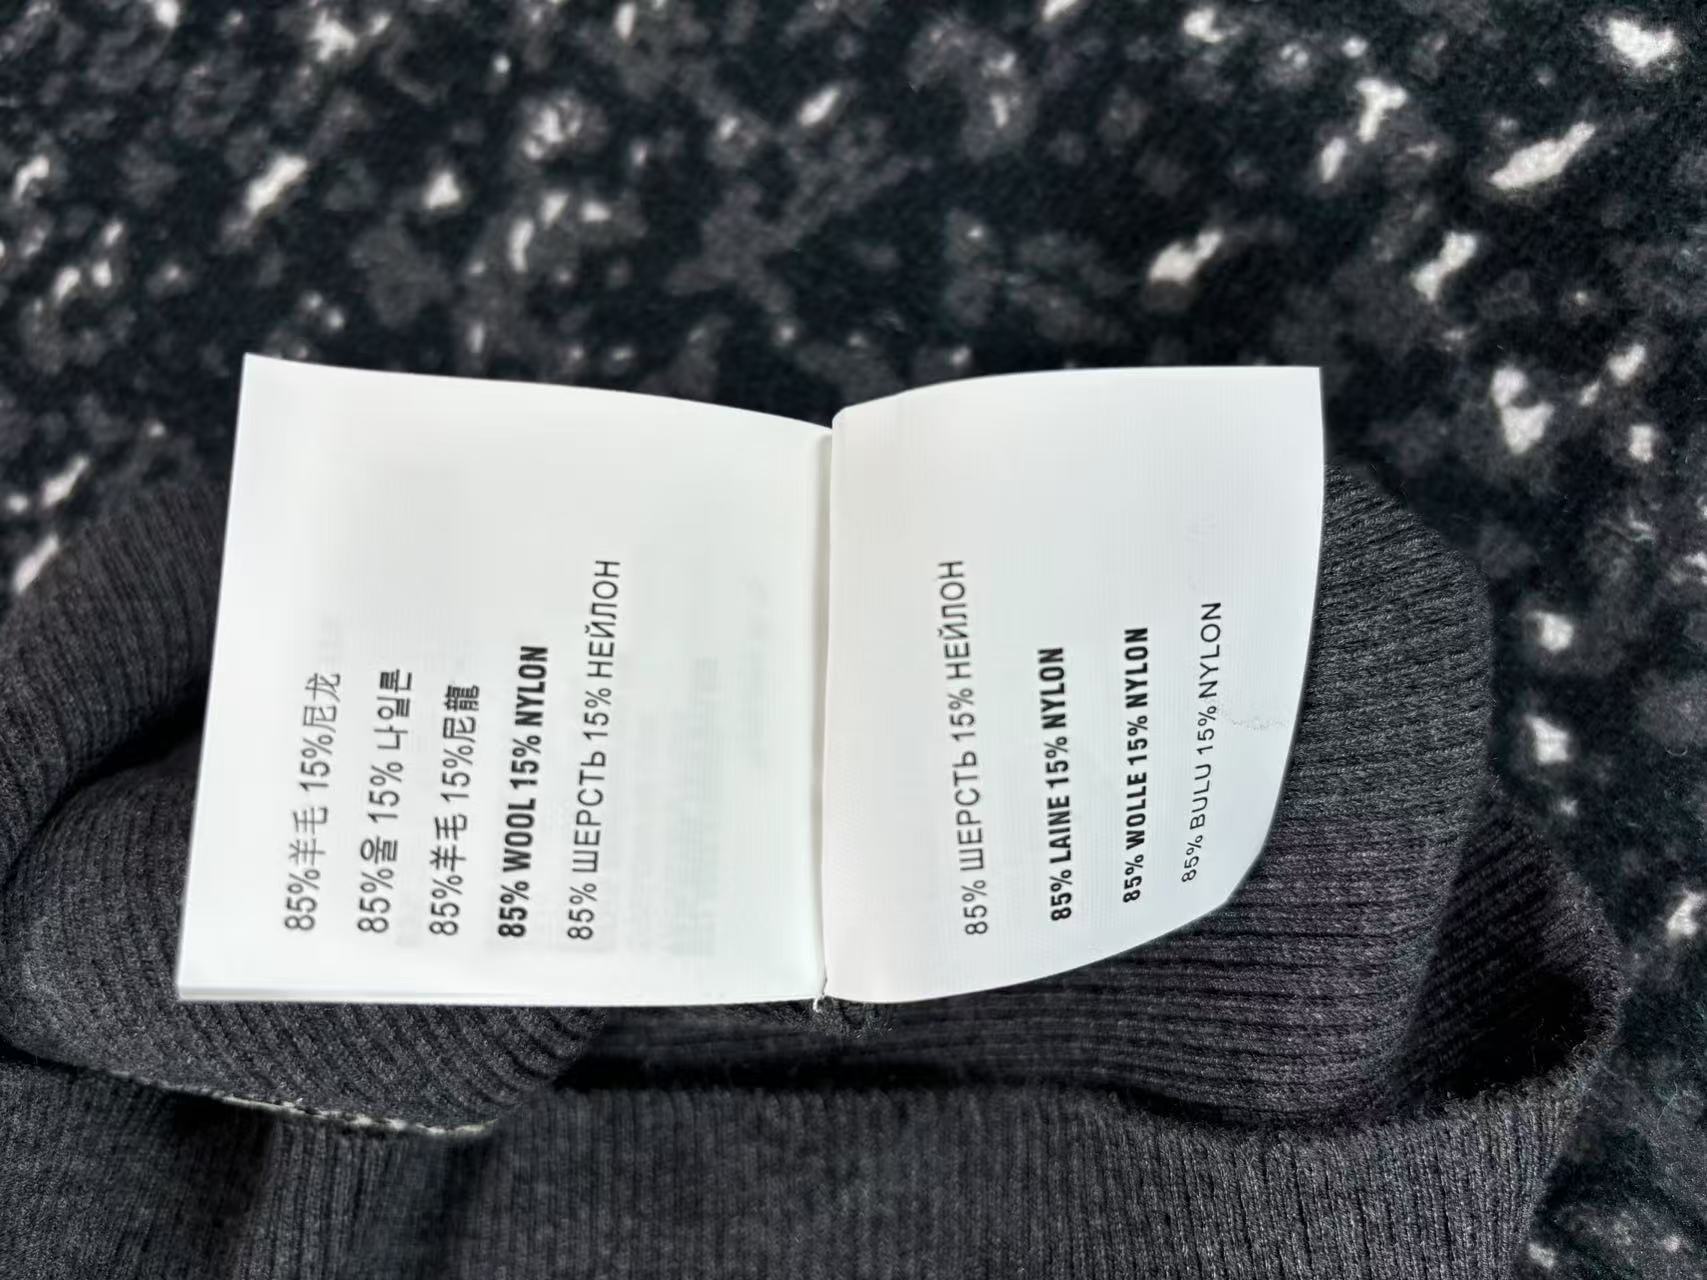 85%羊毛 15%尼龙
85%울 15% 나일론
85%羊毛 15%尼龍
85% WOOL 15% NYLON
85% ШЕРСТЬ 15% НЕЙЛОН
85% ШЕРСТЬ 15% НЕЙЛОН
85% LAINE 15% NYLON
85% WOLLE 15% NYLON
85% BULU 15% NYLON